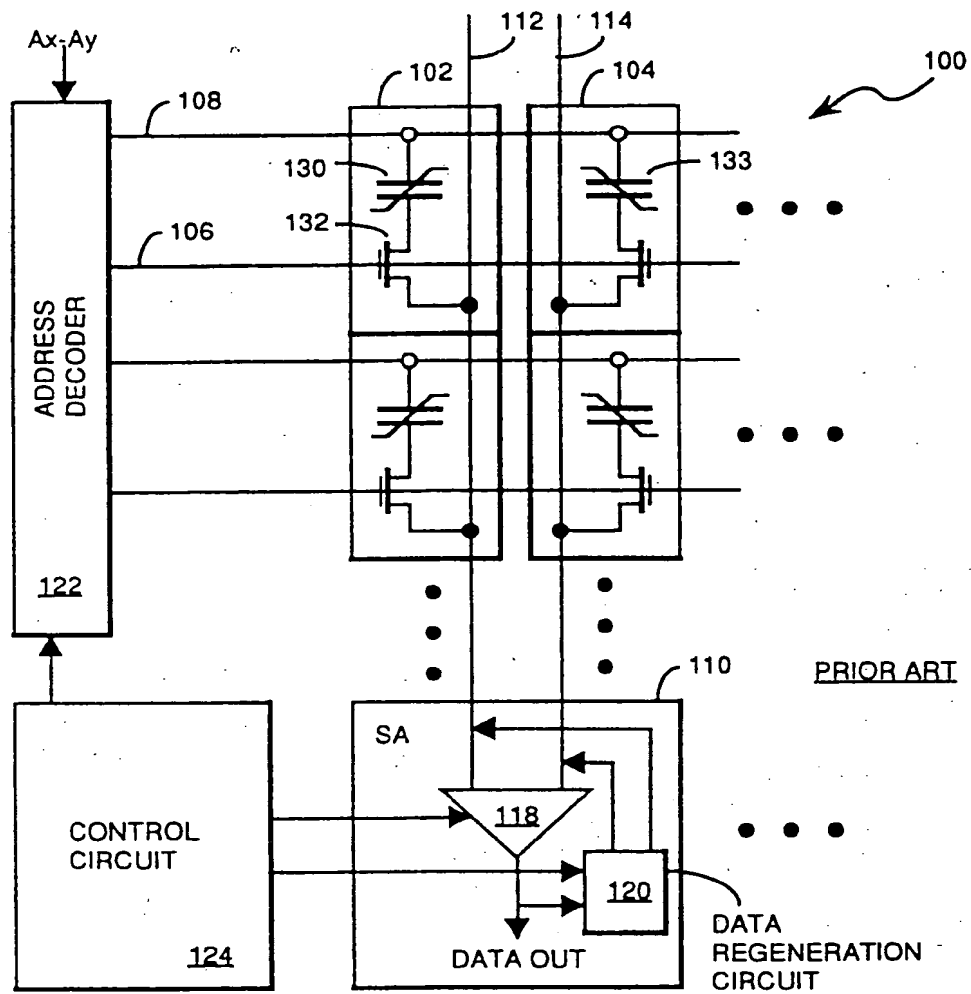 Ax-Ay
112
114
100
102
104
108
130
133
132
106
ADDRESS
DECODER
122
110
PRIOR ART
SA
118
CONTROL
CIRCUIT
120
DATA OUT
DATA
REGENERATION
CIRCUIT
124